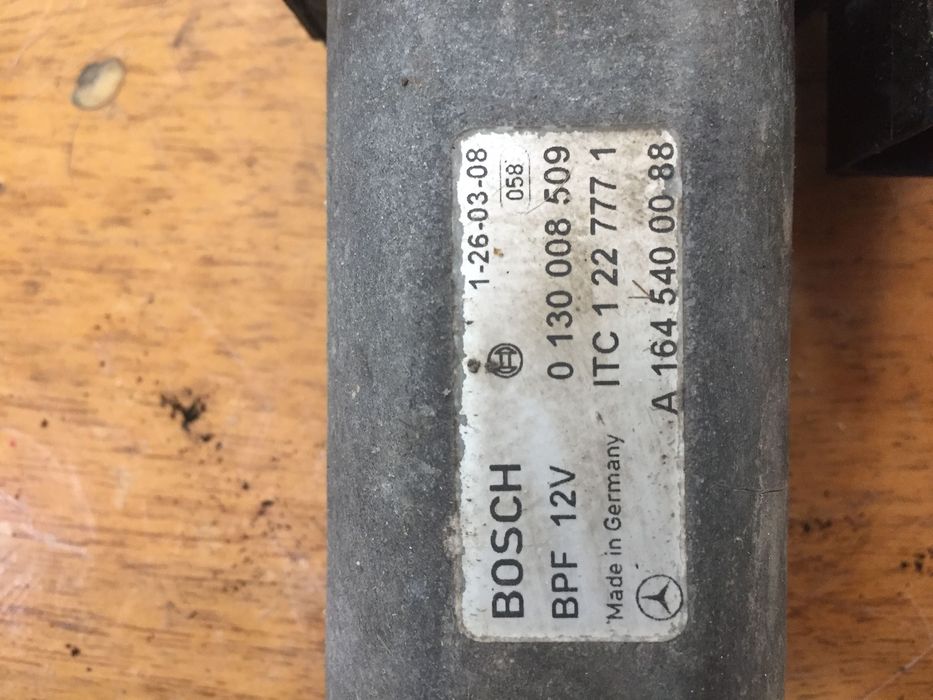 1-26-03-08
058
BOSCH
0 130 008 509
BPF 12V
ITC 1 22 777 1
Made in Germany
A 164 540 00 88